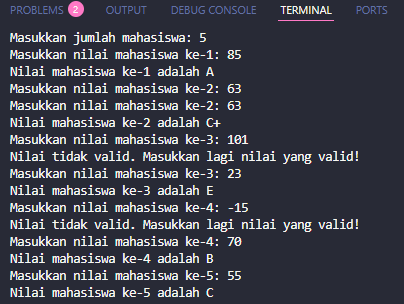 PROBLEMS 2 OUTPUT DEBUG CONSOLE TERMINAL PORTS
Masukkan jumlah mahasiswa: 5
Masukkan nilai mahasiswa ke-1: 85
Nilai mahasiswa ke-1 adalah A
Masukkan nilai mahasiswa ke-2: 63
Masukkan nilai mahasiswa ke-2: 63
Nilai mahasiswa ke-2 adalah C+
Masukkan nilai mahasiswa ke-3: 101
Nilai tidak valid. Masukkan lagi nilai yang valid!
Masukkan nilai mahasiswa ke-3: 23
Nilai mahasiswa ke-3 adalah E
Masukkan nilai mahasiswa ke-4: -15
Nilai tidak valid. Masukkan lagi nilai yang valid!
Masukkan nilai mahasiswa ke-4: 70
Nilai mahasiswa ke-4 adalah B
Masukkan nilai mahasiswa ke-5: 55
Nilai mahasiswa ke-5 adalah C